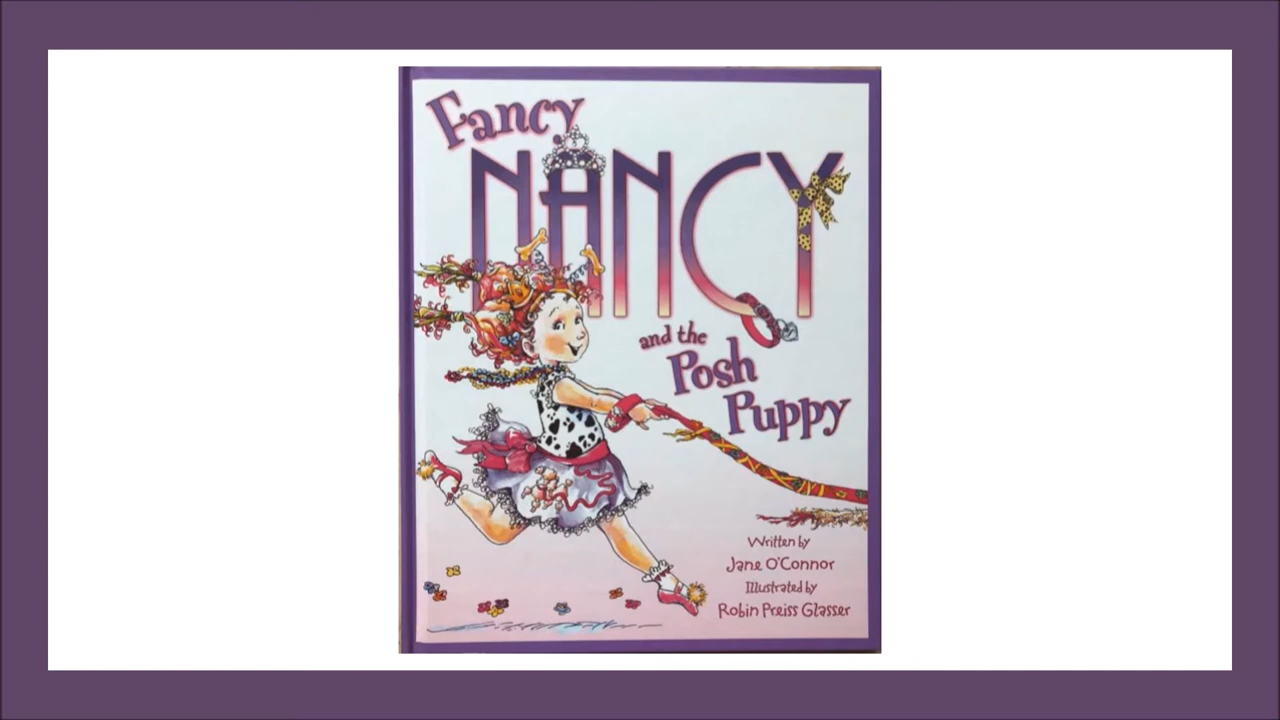 Fancy
NANCY
and the
Posh
Puppy
Written by
Jane O'Connor
Illustrated by
Robin Preiss Glasser